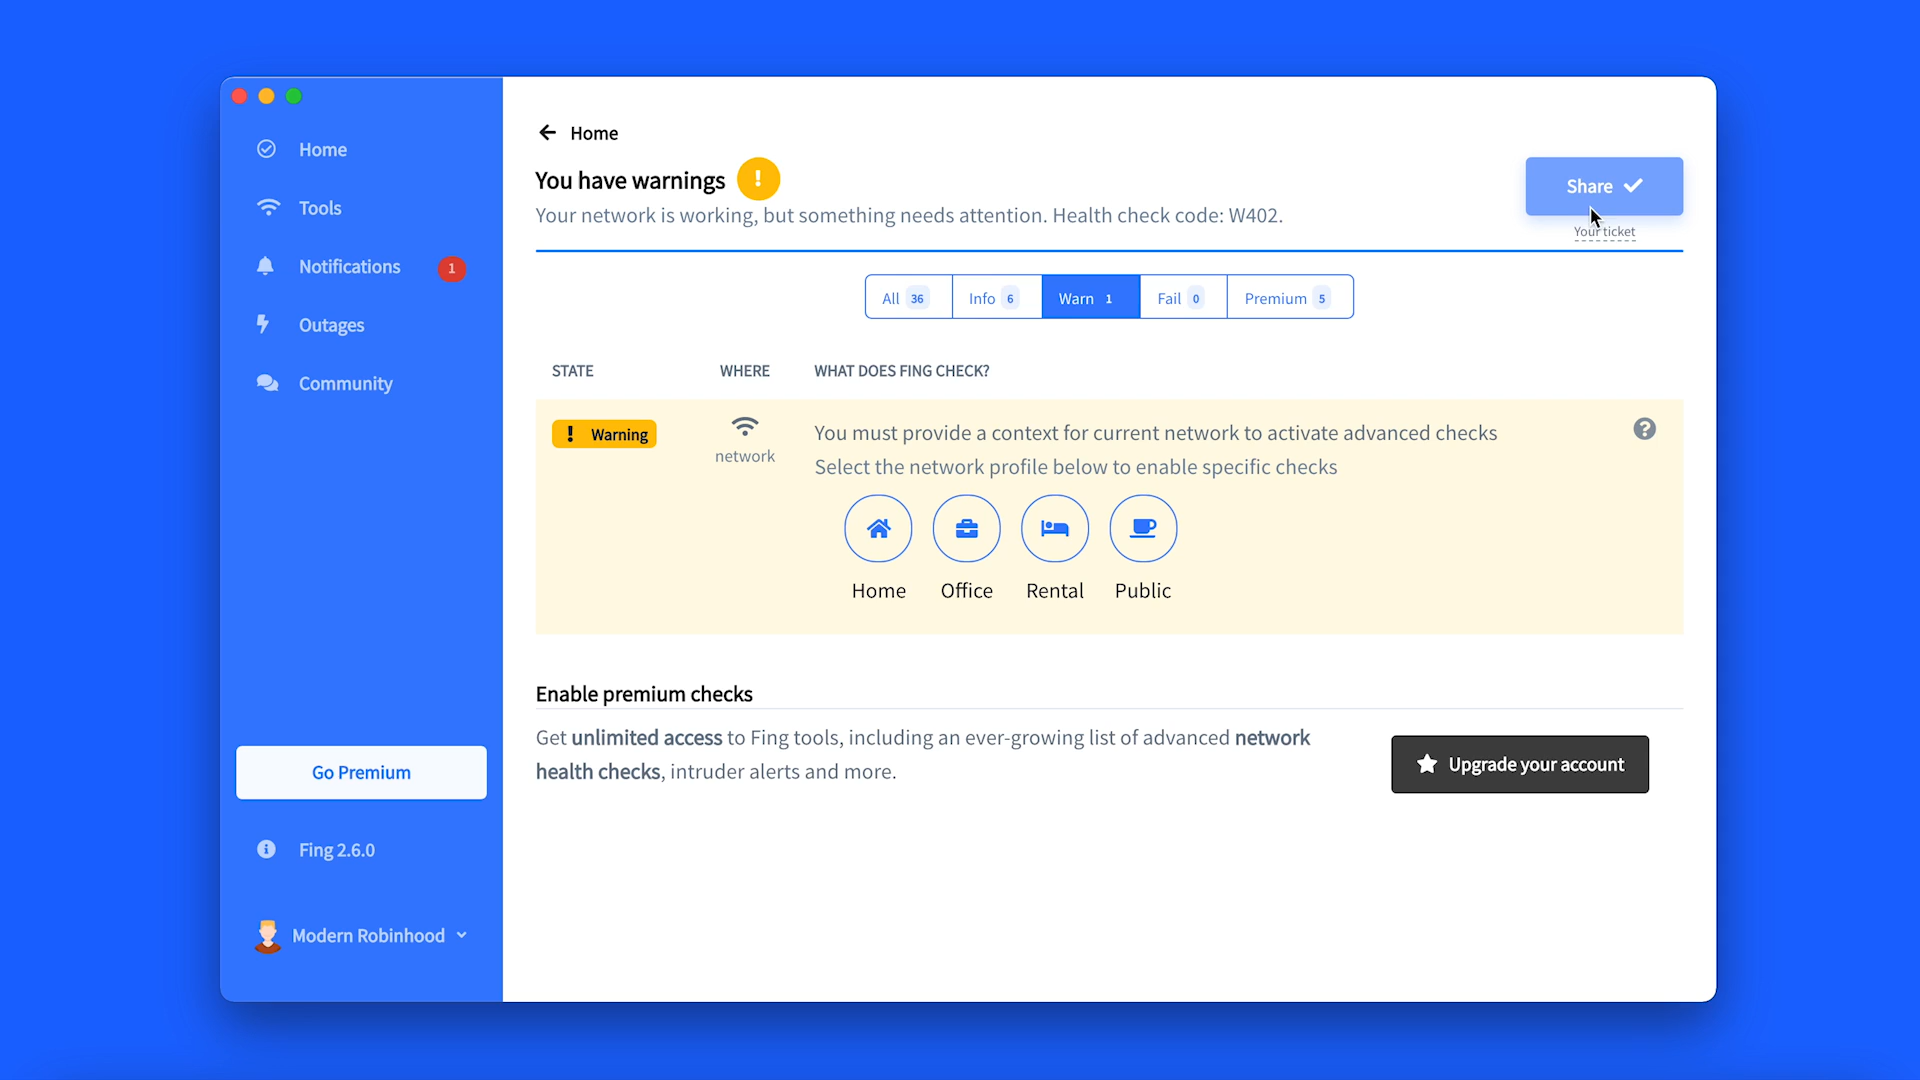 Home
Tools
Notifications 1
Outages
Community
Go Premium
Fing 2.6.0
Modern Robinhood
Home
You have warnings !
Your network is working, but something needs attention. Health check code: W402.
Share
Your ticket
All 36 Info 6 Warn 1 Fail 0 Premium 5
STATE WHERE WHAT DOES FING CHECK?
! Warning
network
You must provide a context for current network to activate advanced checks
?
Select the network profile below to enable specific checks
Home Office Rental Public
Enable premium checks
Get unlimited access to Fing tools, including an ever-growing list of advanced network
health checks, intruder alerts and more.
Upgrade your account